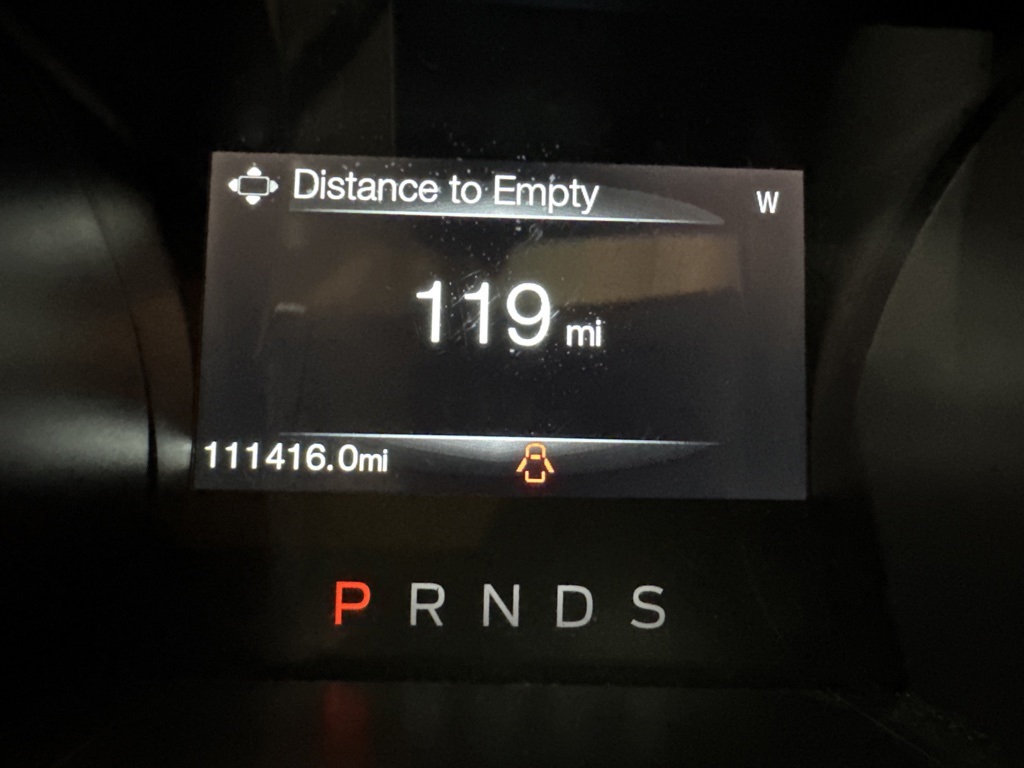 Distance to Empty W
119 mi
111416.0mi
P R N D S